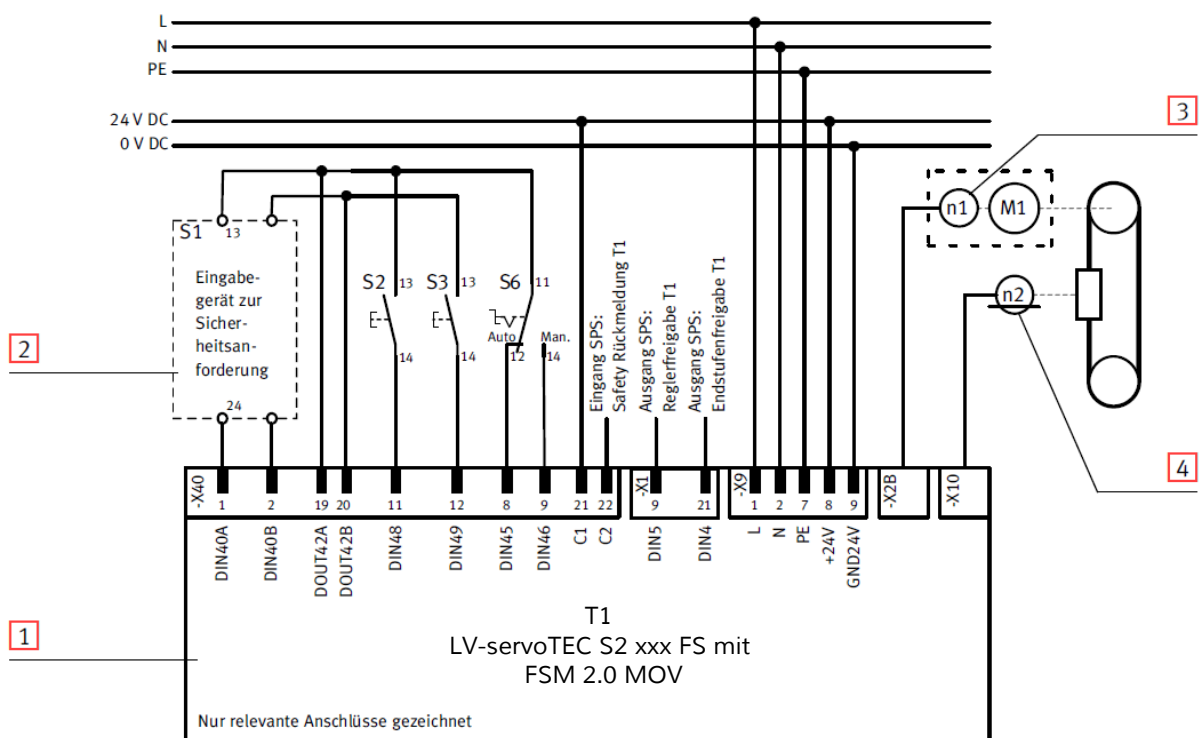 L
N
PE
24 V DC
0 V DC
3
n1
M1
S1
13
Eingabe-
gerät zur
Sicher-
heitsan-
forderung
24
2
S2
13
14
S3
13
14
S6
11
Auto
12
Man.
14
Eingang SPS:
Safety Rückmeldung T1
Ausgang SPS:
Reglerfreigabe T1
Ausgang SPS:
Endstufenfreigabe T1
n2
4
-X40
1
2
19
20
11
12
8
9
21
22
-X1
9
21
-X9
1
2
7
8
9
-X2B
-X10
DIN40A
DIN40B
DOUT42A
DOUT42B
DIN48
DIN49
DIN45
DIN46
C1
C2
DIN5
DIN4
L
N
PE
+24V
GND24V
1
T1
LV-servoTEC S2 xxx FS mit
FSM 2.0 MOV
Nur relevante Anschlüsse gezeichnet